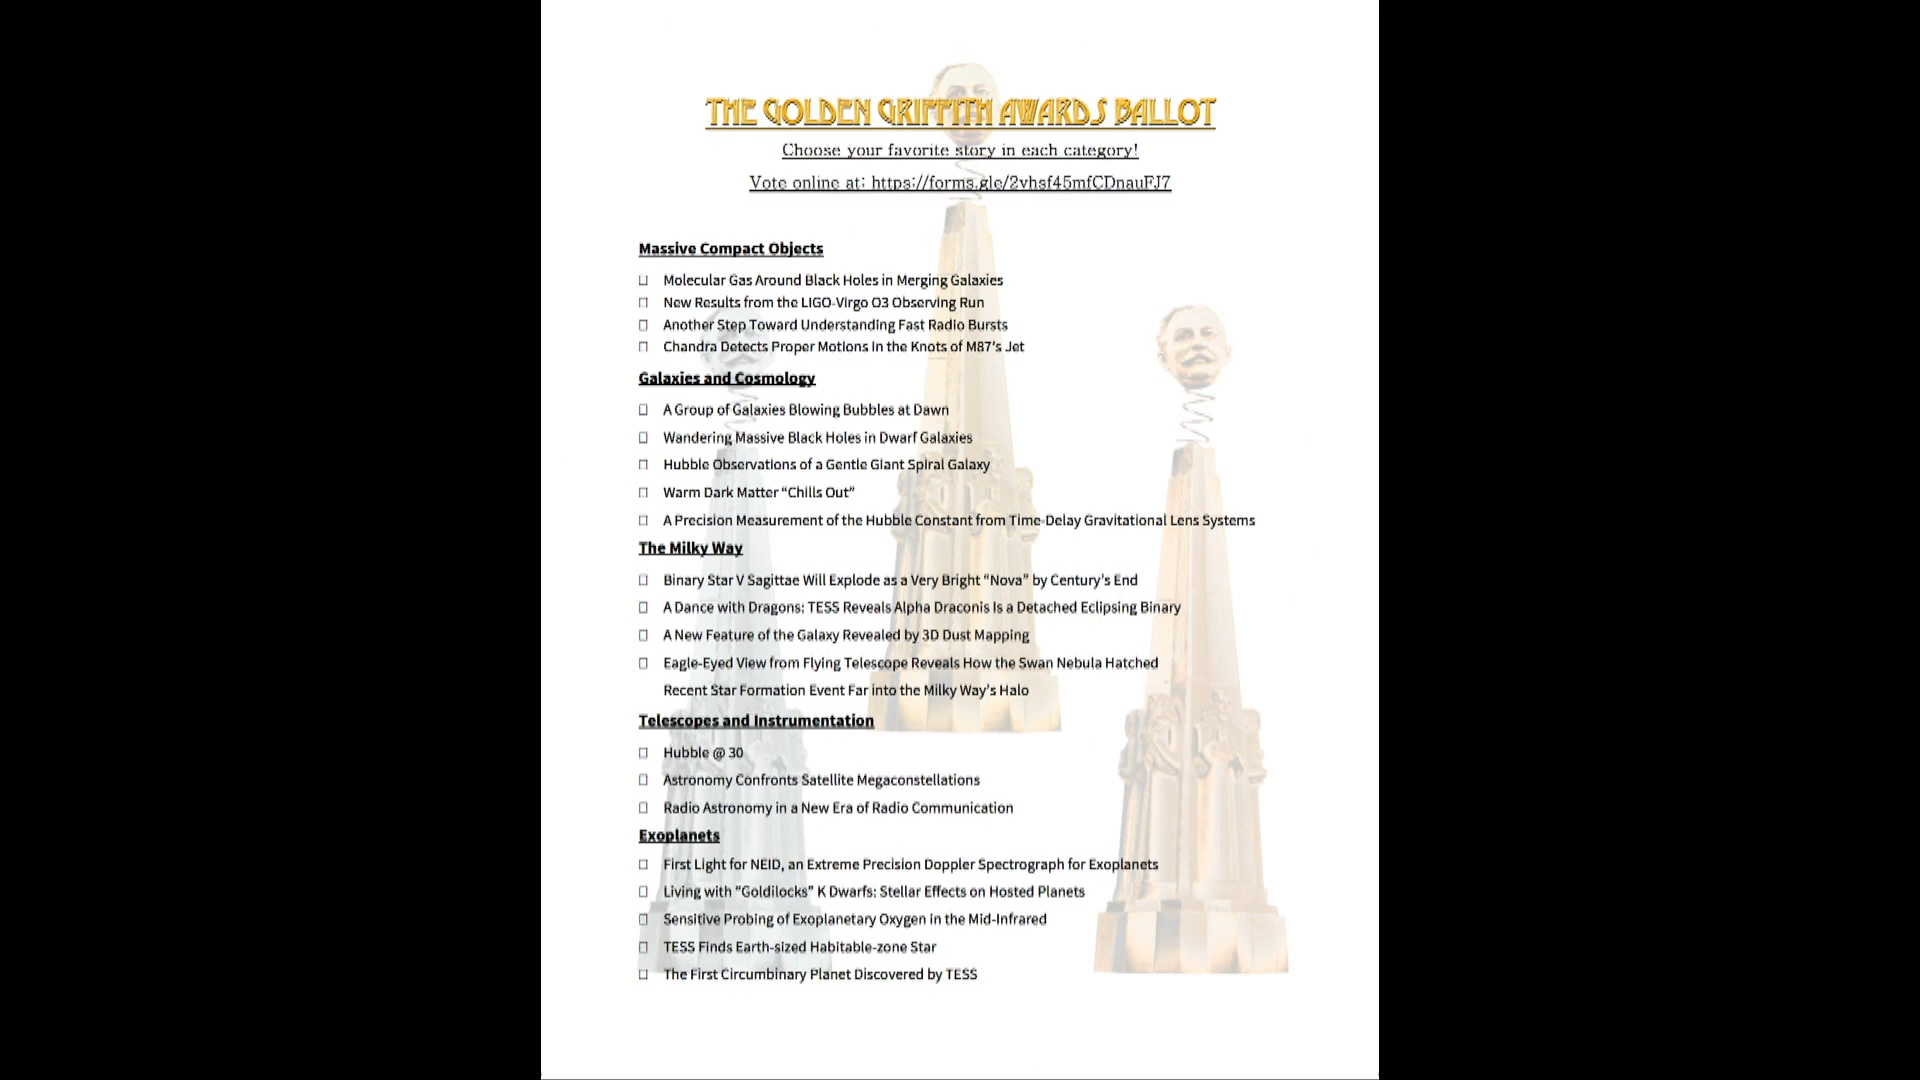 THE GOLDEN GRIFFITH AWARDS BALLOT
Choose your favorite story in each category!
Vote online at: https://forms.gle/2vhsf45mfCDnauFJ7
Massive Compact Objects
☐ Molecular Gas Around Black Holes in Merging Galaxies
☐ New Results from the LIGO-Virgo O3 Observing Run
☐ Another Step Toward Understanding Fast Radio Bursts
☐ Chandra Detects Proper Motions in the Knots of M87's Jet
Galaxies and Cosmology
☐ A Group of Galaxies Blowing Bubbles at Dawn
☐ Wandering Massive Black Holes in Dwarf Galaxies
☐ Hubble Observations of a Gentle Giant Spiral Galaxy
☐ Warm Dark Matter “Chills Out”
☐ A Precision Measurement of the Hubble Constant from Time-Delay Gravitational Lens Systems
The Milky Way
☐ Binary Star V Sagittae Will Explode as a Very Bright “Nova” by Century's End
☐ A Dance with Dragons: TESS Reveals Alpha Draconis Is a Detached Eclipsing Binary
☐ A New Feature of the Galaxy Revealed by 3D Dust Mapping
☐ Eagle-Eyed View from Flying Telescope Reveals How the Swan Nebula Hatched
Recent Star Formation Event Far into the Milky Way's Halo
Telescopes and Instrumentation
☐ Hubble @ 30
☐ Astronomy Confronts Satellite Megaconstellations
☐ Radio Astronomy in a New Era of Radio Communication
Exoplanets
☐ First Light for NEID, an Extreme Precision Doppler Spectrograph for Exoplanets
☐ Living with “Goldilocks” K Dwarfs: Stellar Effects on Hosted Planets
☐ Sensitive Probing of Exoplanetary Oxygen in the Mid-Infrared
☐ TESS Finds Earth-sized Habitable-zone Star
☐ The First Circumbinary Planet Discovered by TESS